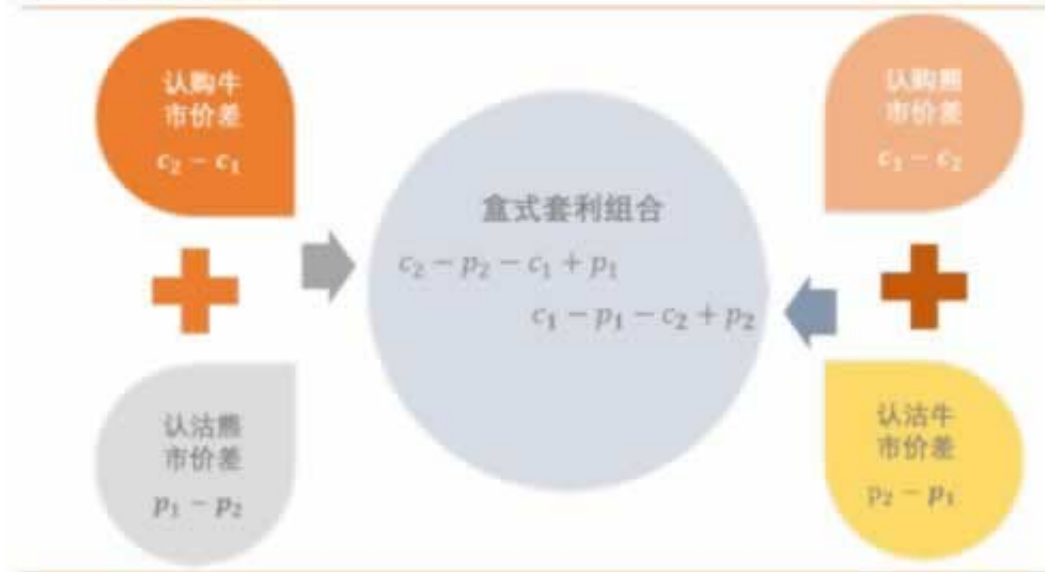 认购牛
市价差
c₂ − c₁
认沽熊
市价差
p₁ − p₂
盒式套利组合
c₂ − p₂ − c₁ + p₁
c₁ − p₁ − c₂ + p₂
认购熊
市价差
c₁ − c₂
认沽牛
市价差
p₂ − p₁